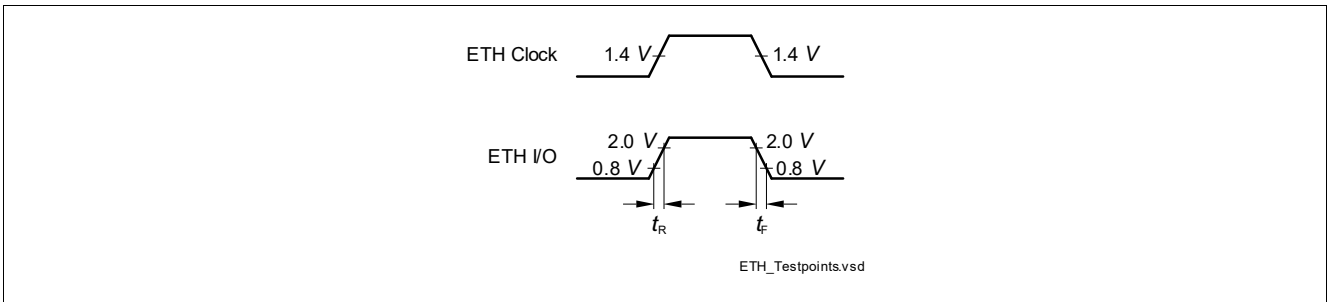 ETH Clock 1.4 V 1.4 V
2.0 V 2.0 V
ETH I/O
0.8 V 0.8 V
tR tF
ETH_Testpoints.vsd